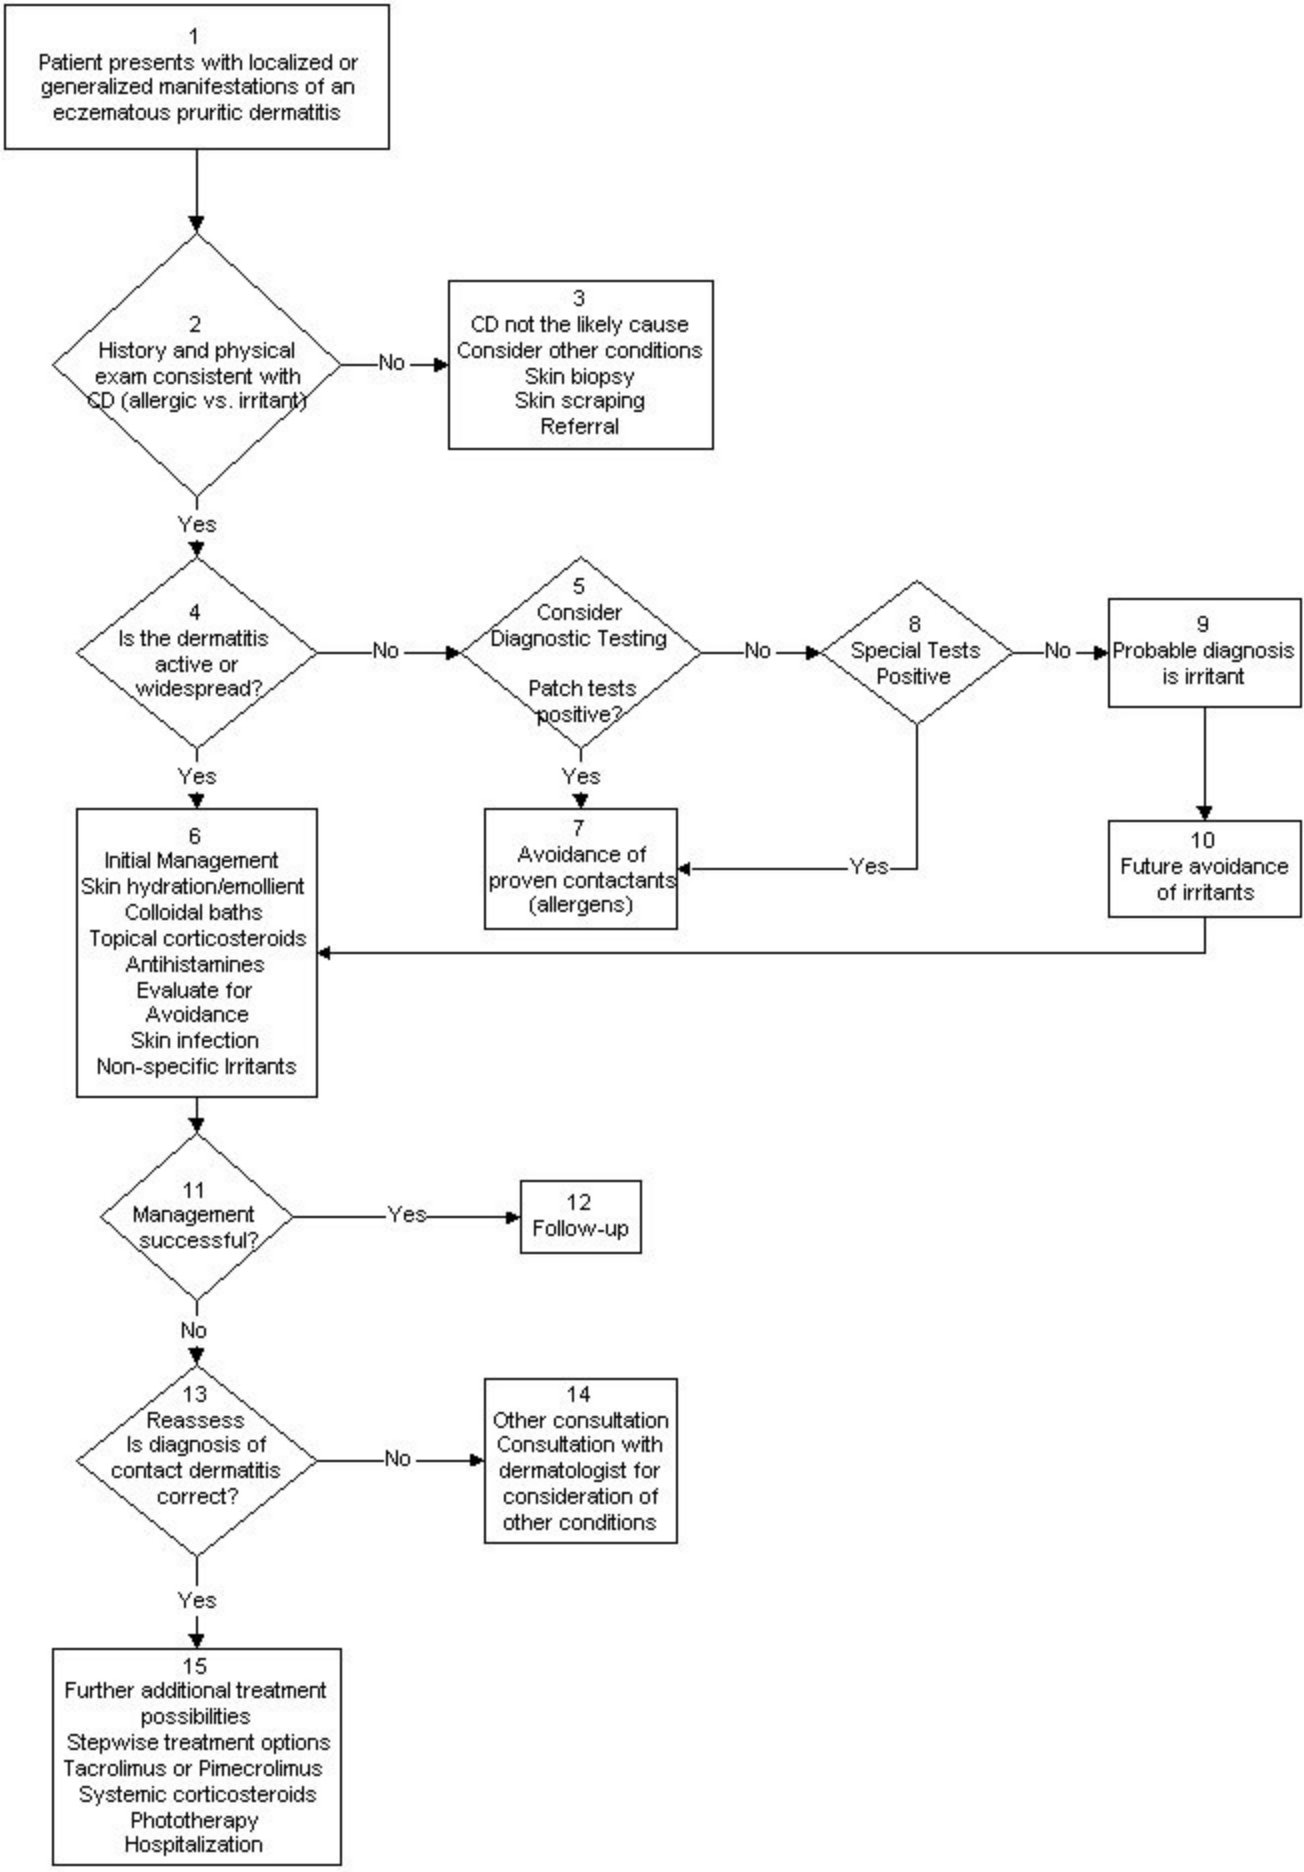 1
Patient presents with localized or
generalized manifestations of an
eczematous pruritic dermatitis
2
History and physical
exam consistent with
CD (allergic vs. irritant)
No
3
CD not the likely cause
Consider other conditions
Skin biopsy
Skin scraping
Referral
Yes
4
Is the dermatitis
active or
widespread?
No
5
Consider
Diagnostic Testing
Patch tests
positive?
No
8
Special Tests
Positive
No
9
Probable diagnosis
is irritant
Yes
Yes
6
Initial Management
Skin hydration/emollient
Colloidal baths
Topical corticosteroids
Antihistamines
Evaluate for
Avoidance
Skin infection
Non-specific Irritants
7
Avoidance of
proven contactants
(allergens)
Yes
10
Future avoidance
of irritants
11
Management
successful?
Yes
12
Follow-up
No
13
Reassess
Is diagnosis of
contact dermatitis
correct?
No
14
Other consultation
Consultation with
dermatologist for
consideration of
other conditions
Yes
15
Further additional treatment
possibilities
Stepwise treatment options
Tacrolimus or Pimecrolimus
Systemic corticosteroids
Phototherapy
Hospitalization